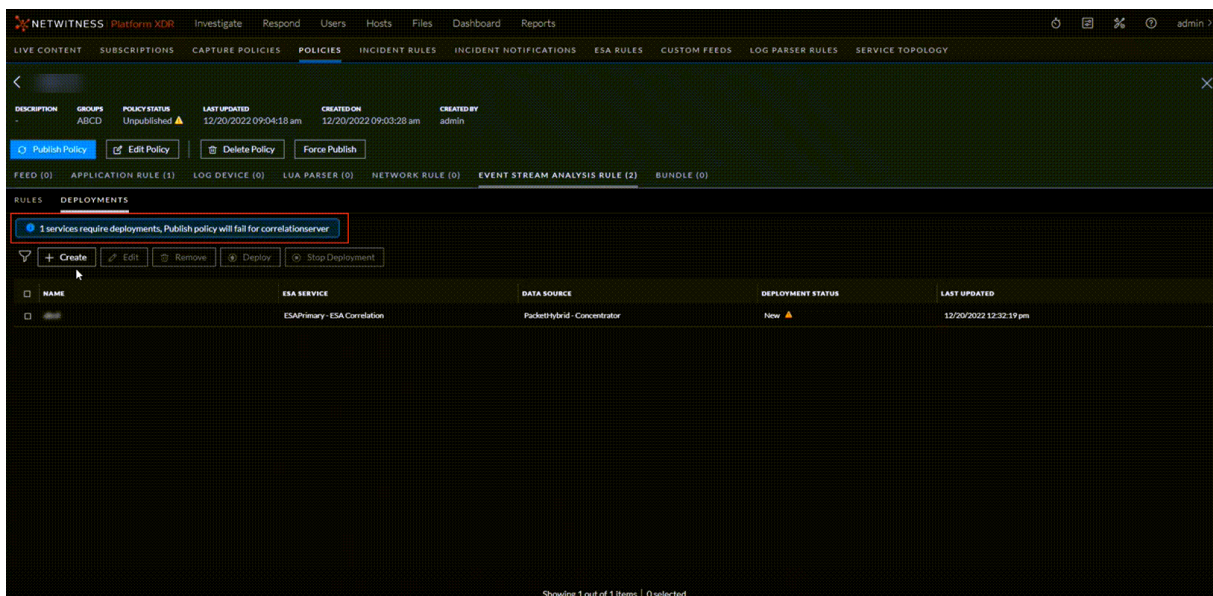 NETWITNESS Platform XDR Investigate Respond Users Hosts Files Dashboard Reports admin >
LIVE CONTENT SUBSCRIPTIONS CAPTURE POLICIES POLICIES INCIDENT RULES INCIDENT NOTIFICATIONS ESA RULES CUSTOM FEEDS LOG PARSER RULES SERVICE TOPOLOGY
DESCRIPTION GROUPS POLICY STATUS LAST UPDATED CREATED ON CREATED BY
- ABCD Unpublished 12/20/2022 09:04:18 am 12/20/2022 09:03:28 am admin
Publish Policy Edit Policy Delete Policy Force Publish
FEED (0) APPLICATION RULE (1) LOG DEVICE (0) LUA PARSER (0) NETWORK RULE (0) EVENT STREAM ANALYSIS RULE (2) BUNDLE (0)
RULES DEPLOYMENTS
1 services require deployments, Publish policy will fail for correlationserver
+ Create Edit Remove Deploy Stop Deployment
NAME ESA SERVICE DATA SOURCE DEPLOYMENT STATUS LAST UPDATED
ESAPrimary - ESA Correlation PacketHybrid - Concentrator New 12/20/2022 12:32:19 pm
Showing 1 out of 1 items | 0 selected